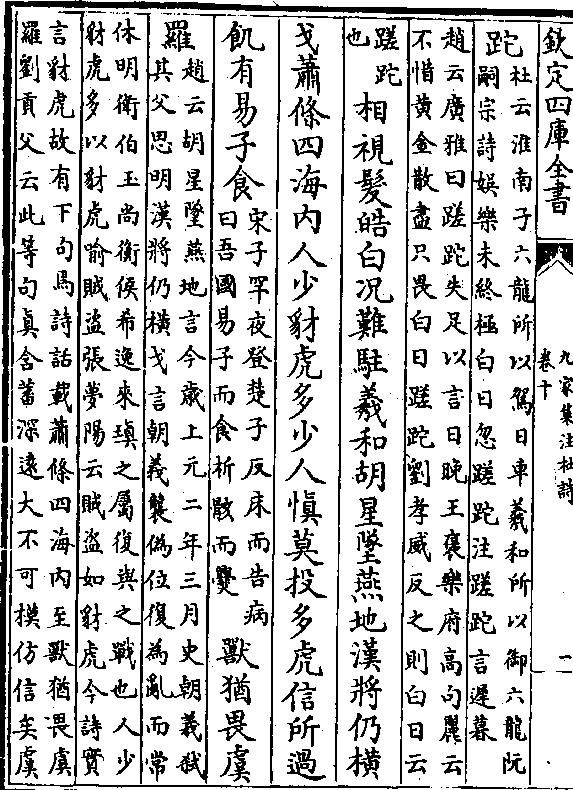 欽定四庫全書
九家集注杜詩
卷十
一
跎
杜云淮南子六龍所以駕日車羲和所以御六龍阮
嗣宗詩娛樂未終極白日忽蹉跎注蹉跎言遲暮
趙云廣雅曰蹉跎失足以言日晚王襃樂府高句麗云
不惜黄金散盡只畏白日蹉跎劉孝威反之則白日云
蹉跎
也
相視髮皓白况難駐羲和胡星墜燕地漢將仍橫
戈蕭條四海内人少豺虎多少人慎莫投多虎信所過
飢有易子食
宋子罕夜登楚子反床而告病
曰吾國易子而食析骸而爨
獸猶畏虞
羅
趙云胡星墜燕地言今歲上元二年三月史朝義弑
其父思明漢將仍橫戈言朝義襲偽位復為亂而常
休明衛伯玉尚衡侯希逸來瑱之屬復與之戰也人少
豺虎多以豺虎喻賊盜張夢陽云賊盜如豺虎今詩實
言豺虎故有下句焉詩話載蕭條四海内至獸猶畏虞
羅劉貢父云此等句真含蓄深遠大不可模仿信矣虞